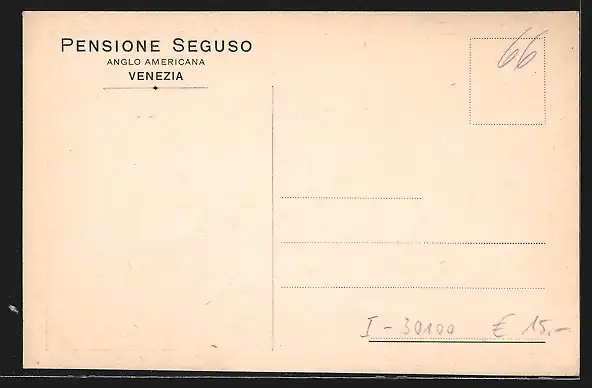 PENSIONE SEGUSO
ANGLO AMERICANA
VENEZIA
66
I - 30100 € 15.-